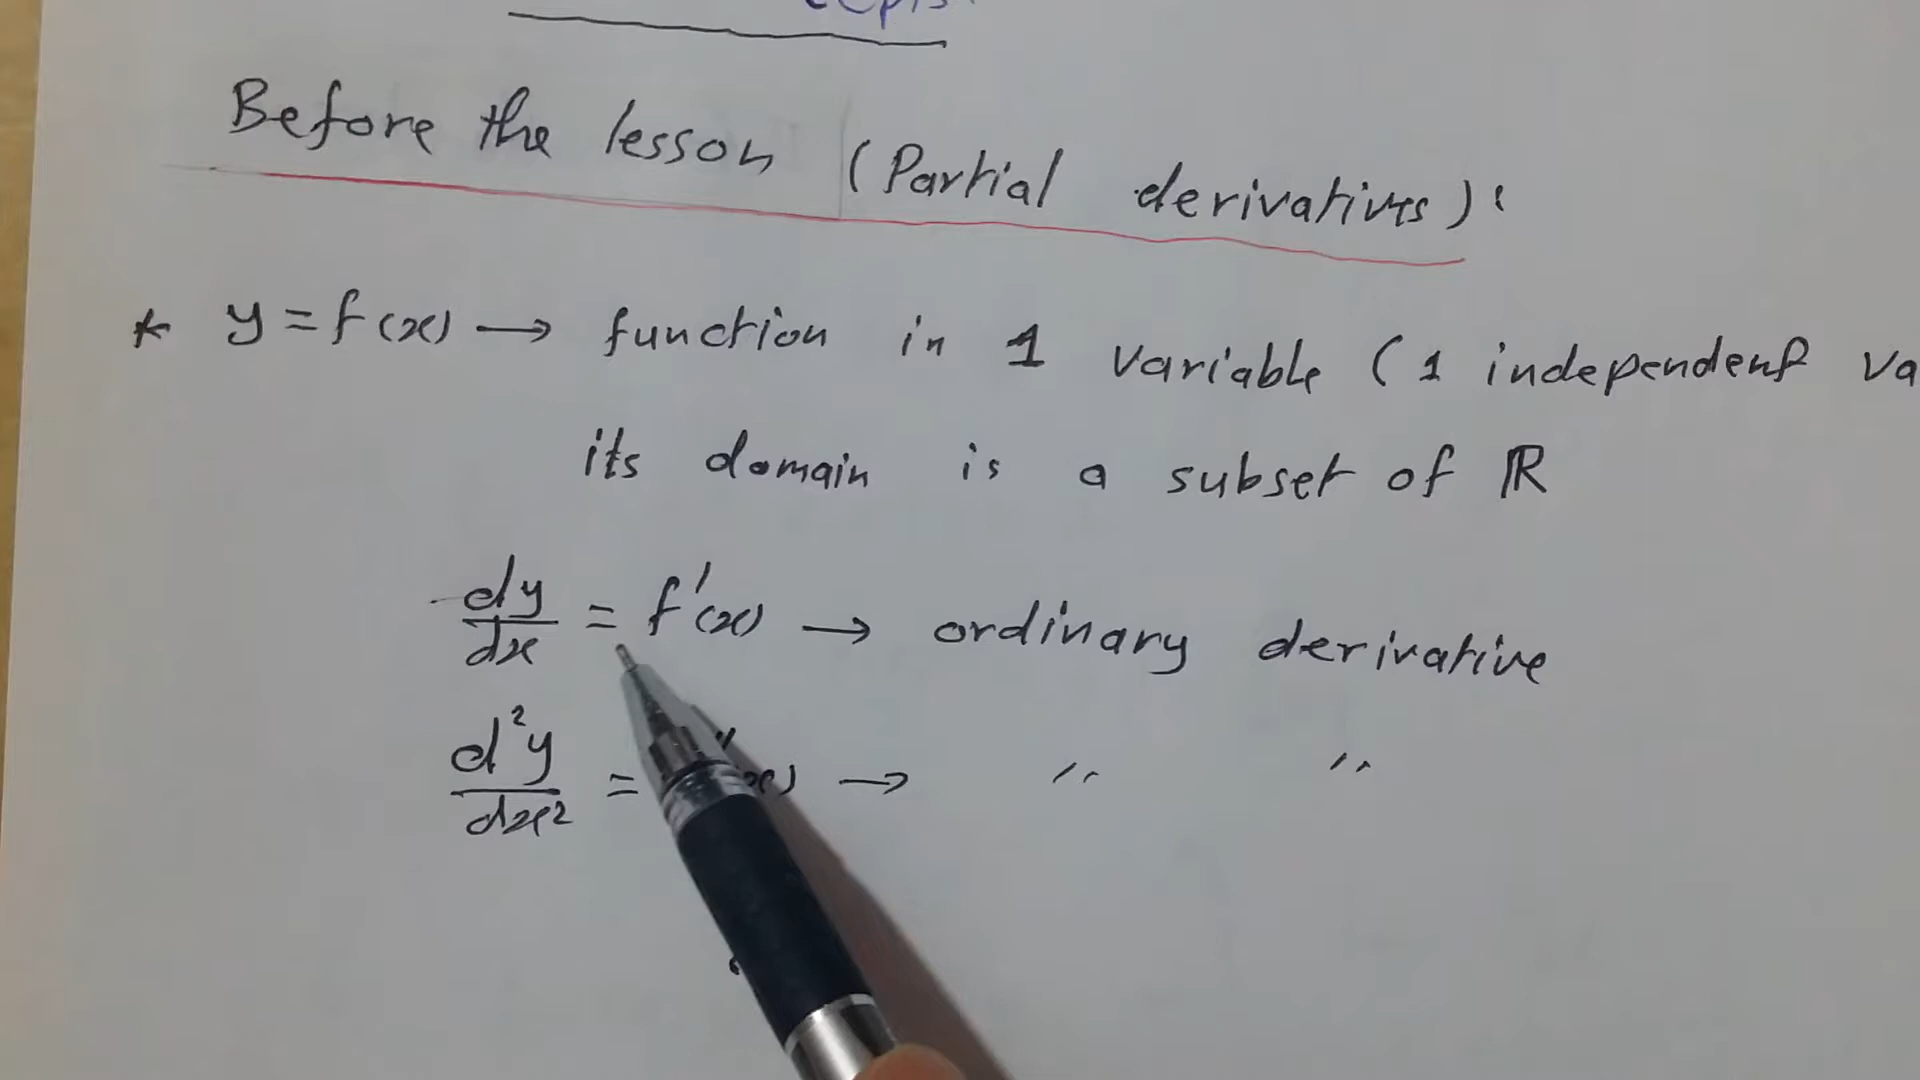 Before the lesson (Partial derivatives):
* y = f(x) → function in 1 variable (1 independent va
its domain is a subset of ℝ
dy/dx = f'(x) → ordinary derivative
d²y/dx² = "(x) → " "